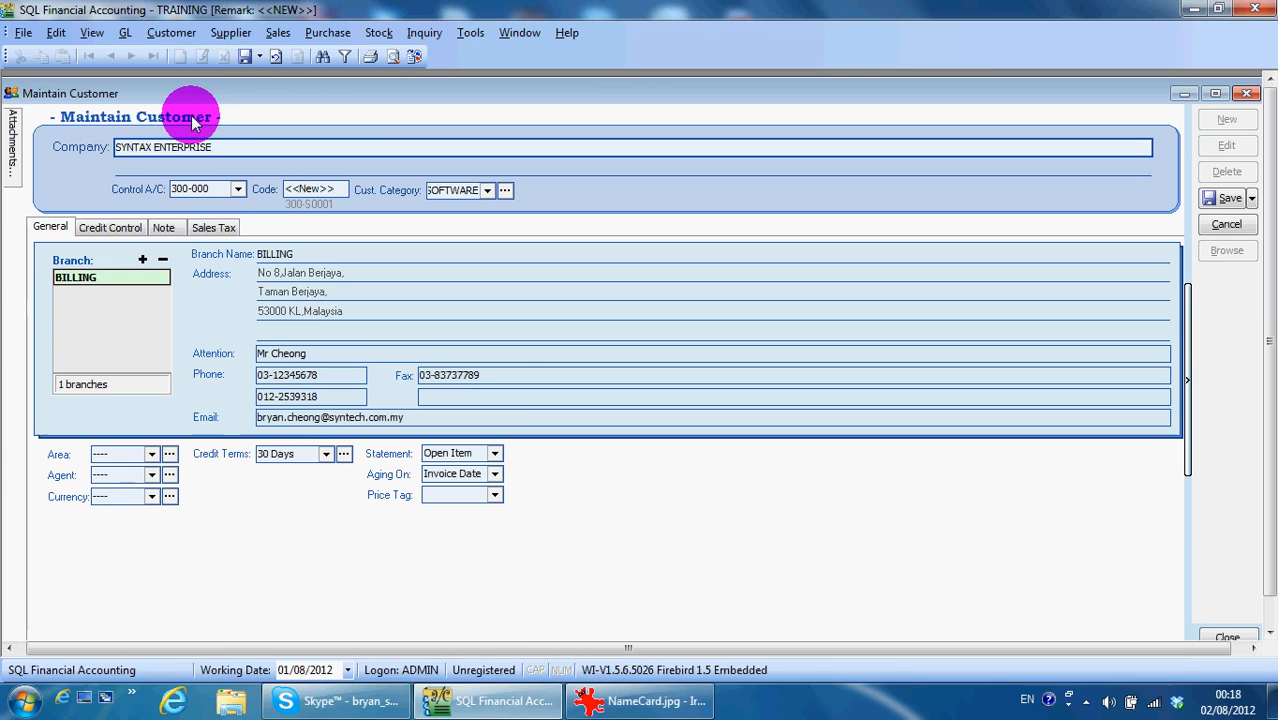 SQL Financial Accounting - TRAINING [Remark: <<NEW>>]
File Edit View GL Customer Supplier Sales Purchase Stock Inquiry Tools Window Help
Maintain Customer
Attachments...
- Maintain Customer -
Company: SYNTAX ENTERPRISE
Control A/C: 300-000 Code: <<New>> Cust. Category: SOFTWARE
300-S0001
General Credit Control Note Sales Tax
Branch: + −
BILLING
1 branches
Branch Name: BILLING
Address: No 8,Jalan Berjaya,
Taman Berjaya,
53000 KL,Malaysia
Attention: Mr Cheong
Phone: 03-12345678 Fax: 03-83737789
012-2539318
Email: bryan.cheong@syntech.com.my
Area: ---- Credit Terms: 30 Days Statement: Open Item
Agent: ---- Aging On: Invoice Date
Currency: ---- Price Tag:
New
Edit
Delete
Save
Cancel
Browse
Close
SQL Financial Accounting Working Date: 01/08/2012 Logon: ADMIN Unregistered CAP NUM WI-V1.5.6.5026 Firebird 1.5 Embedded
Skype™ - bryan_s... SQL Financial Acc... NameCard.jpg - Ir... EN 00:18
02/08/2012